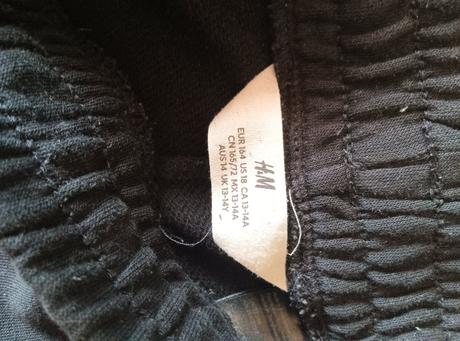 H&M
EUR 164 US 18 CA 13-14A
CN 165/72 MX 13-14A
AUS 14 UK 13-14Y